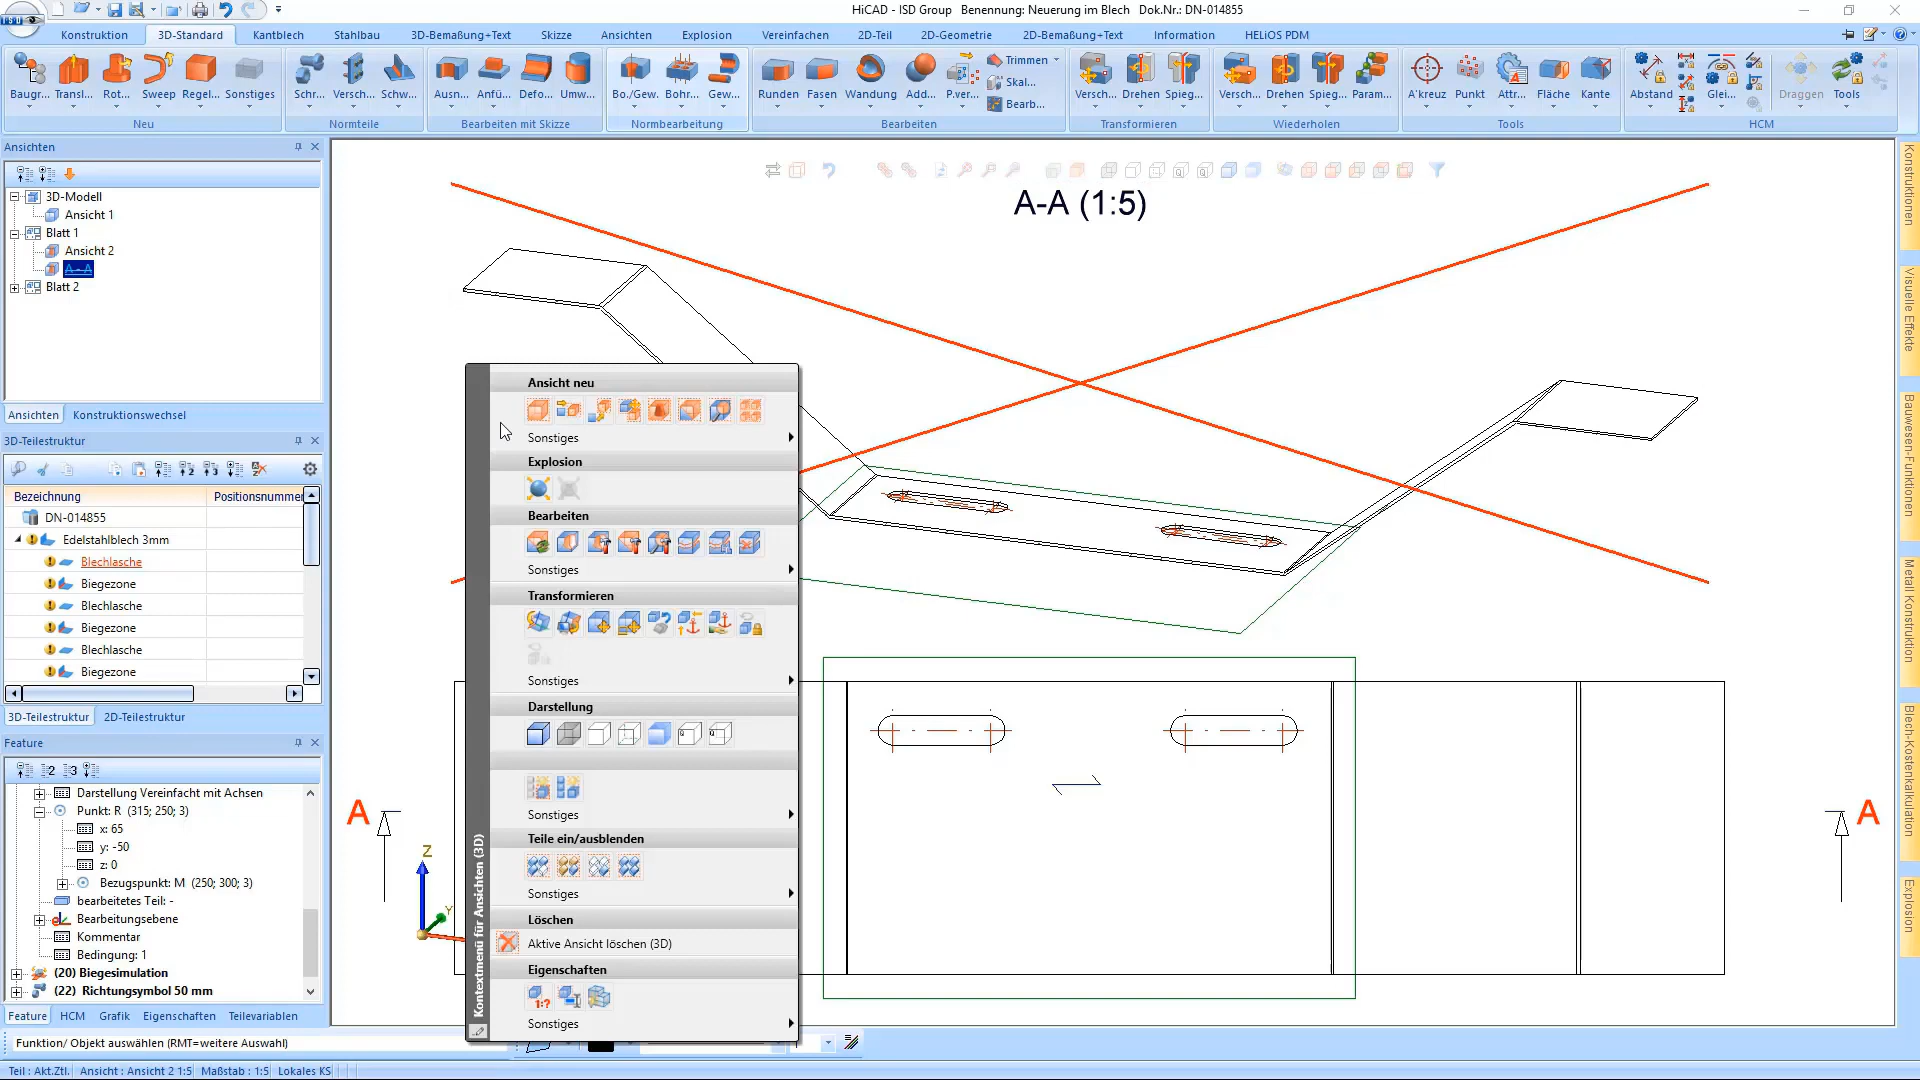 HiCAD - ISD Group   Benennung: Neuerung im Blech   Dok.Nr.: DN-014855
ISD
Konstruktion
3D-Standard
Kantblech
Stahlbau
3D-Bemaßung+Text
Skizze
Ansichten
Explosion
Vereinfachen
2D-Teil
2D-Geometrie
2D-Bemaßung+Text
Information
HELiOS PDM
Baugr...
Transl...
Rot...
Sweep
Regel...
Sonstiges
Schr...
Versch...
Schw...
Ausn...
Anfü...
Defo...
Umw...
Bo./Gew.
Bohr...
Gew...
Runden
Fasen
Wandung
Add...
P.ver...
Trimmen
Skal...
Bearb...
Versch...
Drehen
Spieg...
Versch...
Drehen
Spieg...
Param...
A'kreuz
Punkt
Attr...
Fläche
Kante
Abstand
Glei...
Draggen
Tools
Neu
Normteile
Bearbeiten mit Skizze
Normbearbeitung
Bearbeiten
Transformieren
Wiederholen
Tools
HCM
Ansichten
3D-Modell
Ansicht 1
Blatt 1
Ansicht 2
A - A
Blatt 2
Ansichten
Konstruktionswechsel
3D-Teilestruktur
Bezeichnung
Positionsnummer
DN-014855
Edelstahlblech 3mm
Blechlasche
Biegezone
Blechlasche
Biegezone
Blechlasche
Biegezone
3D-Teilestruktur
2D-Teilestruktur
Feature
Darstellung Vereinfacht mit Achsen
Punkt: R  (315; 250; 3)
x: 65
y: -50
z: 0
Bezugspunkt: M  (250; 300; 3)
bearbeitetes Teil: -
Bearbeitungsebene
Kommentar
Bedingung: 1
(20) Biegesimulation
(22)  Richtungsymbol 50 mm
Feature
HCM
Grafik
Eigenschaften
Teilevariablen
Funktion/ Objekt auswählen (RMT=weitere Auswahl)
Teil : Akt.Ztl.
Ansicht : Ansicht 2 1:5
Maßstab : 1:5
Lokales KS
A-A (1:5)
A
A
Z
Y
Kontextmenü für Ansichten (3D)
Ansicht neu
Sonstiges
Explosion
Bearbeiten
Sonstiges
Transformieren
Sonstiges
Darstellung
Sonstiges
Teile ein/ausblenden
Sonstiges
Löschen
Aktive Ansicht löschen (3D)
Eigenschaften
Sonstiges
Konstruktionen
Visuelle Effekte
Bauwesen-Funktionen
Metall Konstruktion
Blech-Kostenkalkulation
Explosion